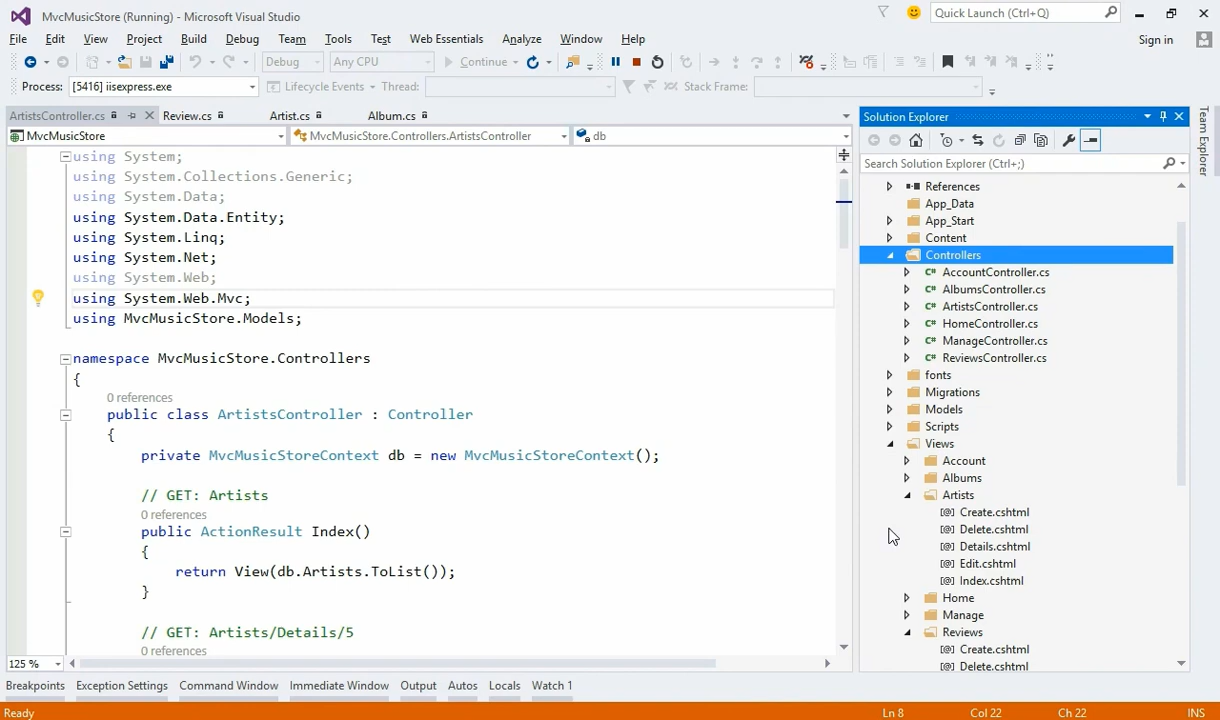 MvcMusicStore (Running) - Microsoft Visual Studio
Quick Launch (Ctrl+Q)
File Edit View Project Build Debug Team Tools Test Web Essentials Analyze Window Help
Sign in
Debug Any CPU Continue
Process: [5416] iisexpress.exe Lifecycle Events Thread: Stack Frame:
ArtistsController.cs Review.cs Artist.cs Album.cs
MvcMusicStore MvcMusicStore.Controllers.ArtistsController db
using System;
using System.Collections.Generic;
using System.Data;
using System.Data.Entity;
using System.Linq;
using System.Net;
using System.Web;
using System.Web.Mvc;
using MvcMusicStore.Models;
namespace MvcMusicStore.Controllers
{
0 references
public class ArtistsController : Controller
{
private MvcMusicStoreContext db = new MvcMusicStoreContext();
// GET: Artists
0 references
public ActionResult Index()
{
return View(db.Artists.ToList());
}
// GET: Artists/Details/5
0 references
125 %
Solution Explorer
Search Solution Explorer (Ctrl+;)
References
App_Data
App_Start
Content
Controllers
C# AccountController.cs
C# AlbumsController.cs
C# ArtistsController.cs
C# HomeController.cs
C# ManageController.cs
C# ReviewsController.cs
fonts
Migrations
Models
Scripts
Views
Account
Albums
Artists
[@] Create.cshtml
[@] Delete.cshtml
[@] Details.cshtml
[@] Edit.cshtml
[@] Index.cshtml
Home
Manage
Reviews
[@] Create.cshtml
[@] Delete.cshtml
Team Explorer
Breakpoints Exception Settings Command Window Immediate Window Output Autos Locals Watch 1
Ready Ln 8 Col 22 Ch 22 INS